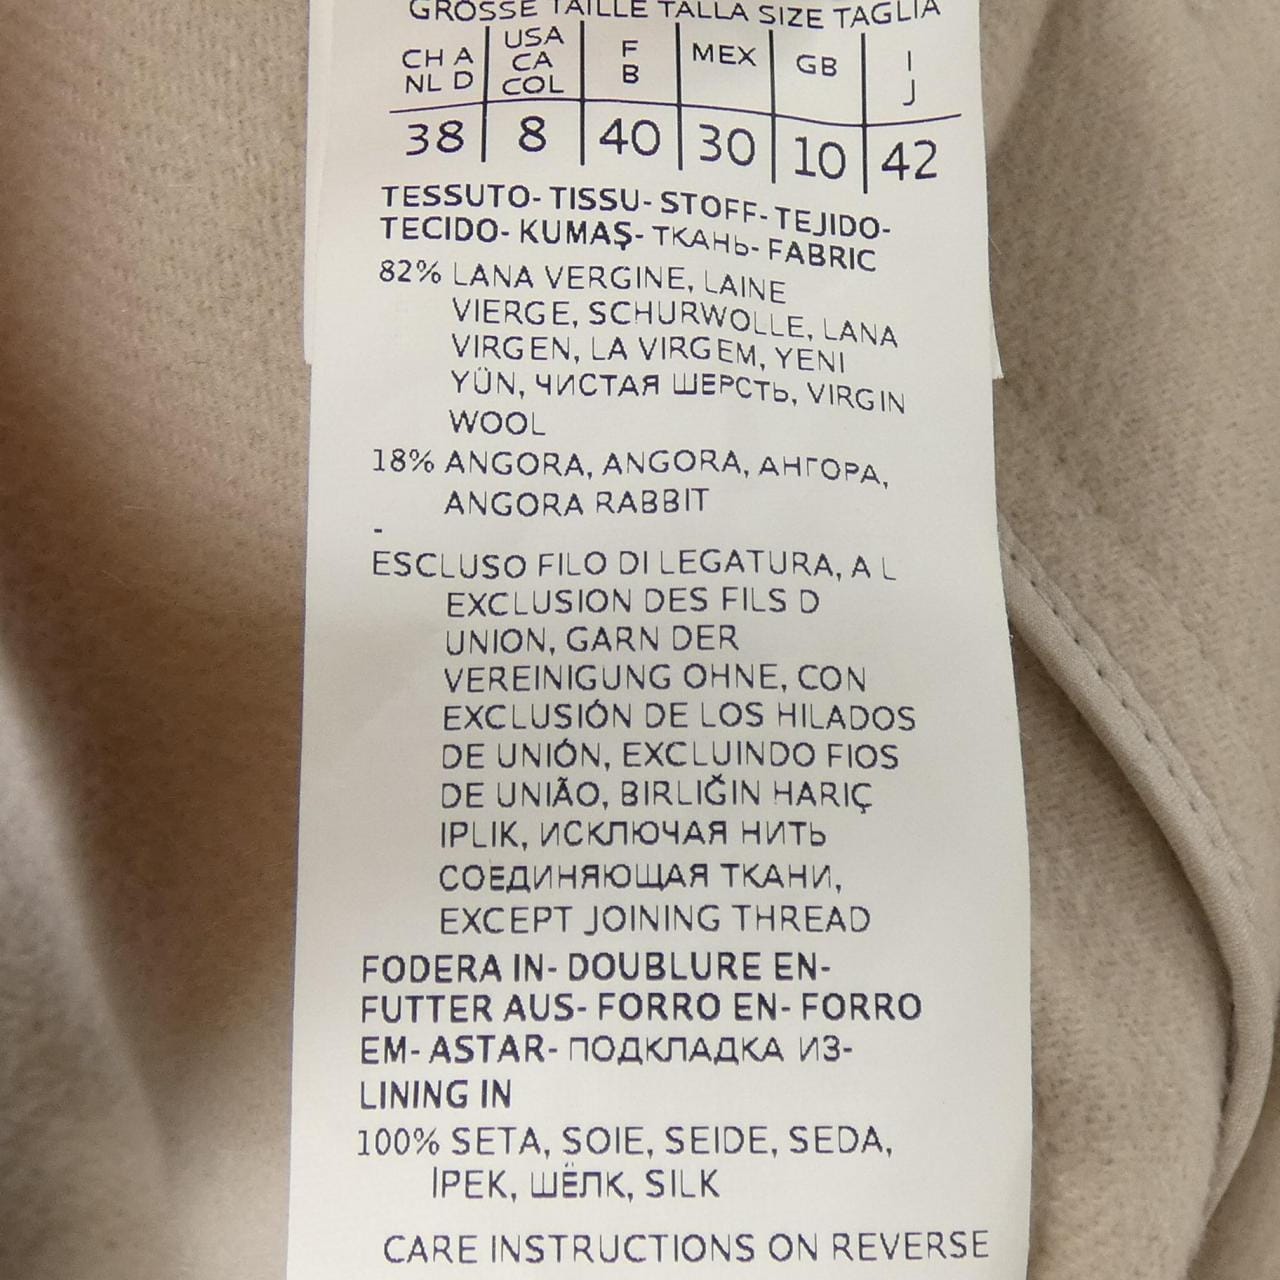 GROSSE TAILLE TALLA SIZE TAGLIA
CH A NL D | USA CA COL | F B | MEX | GB | I J
38 | 8 | 40 | 30 | 10 | 42
TESSUTO- TISSU- STOFF- TEJIDO-
TECIDO- KUMAŞ- ТКАНЬ- FABRIC
82% LANA VERGINE, LAINE
VIERGE, SCHURWOLLE, LANA
VIRGEN, LA VIRGEM, YENI
YÜN, ЧИСТАЯ ШЕРСТЬ, VIRGIN
WOOL
18% ANGORA, ANGORA, АНГОРА,
ANGORA RABBIT
-
ESCLUSO FILO DI LEGATURA, A L
EXCLUSION DES FILS D
UNION, GARN DER
VEREINIGUNG OHNE, CON
EXCLUSIÓN DE LOS HILADOS
DE UNIÓN, EXCLUINDO FIOS
DE UNIÃO, BIRLIĞIN HARIÇ
IPLIK, ИСКЛЮЧАЯ НИТЬ
СОЕДИНЯЮЩАЯ ТКАНИ,
EXCEPT JOINING THREAD
FODERA IN- DOUBLURE EN-
FUTTER AUS- FORRO EN- FORRO
EM- ASTAR- ПОДКЛАДКА ИЗ-
LINING IN
100% SETA, SOIE, SEIDE, SEDA,
IPEK, ШЁЛК, SILK
CARE INSTRUCTIONS ON REVERSE